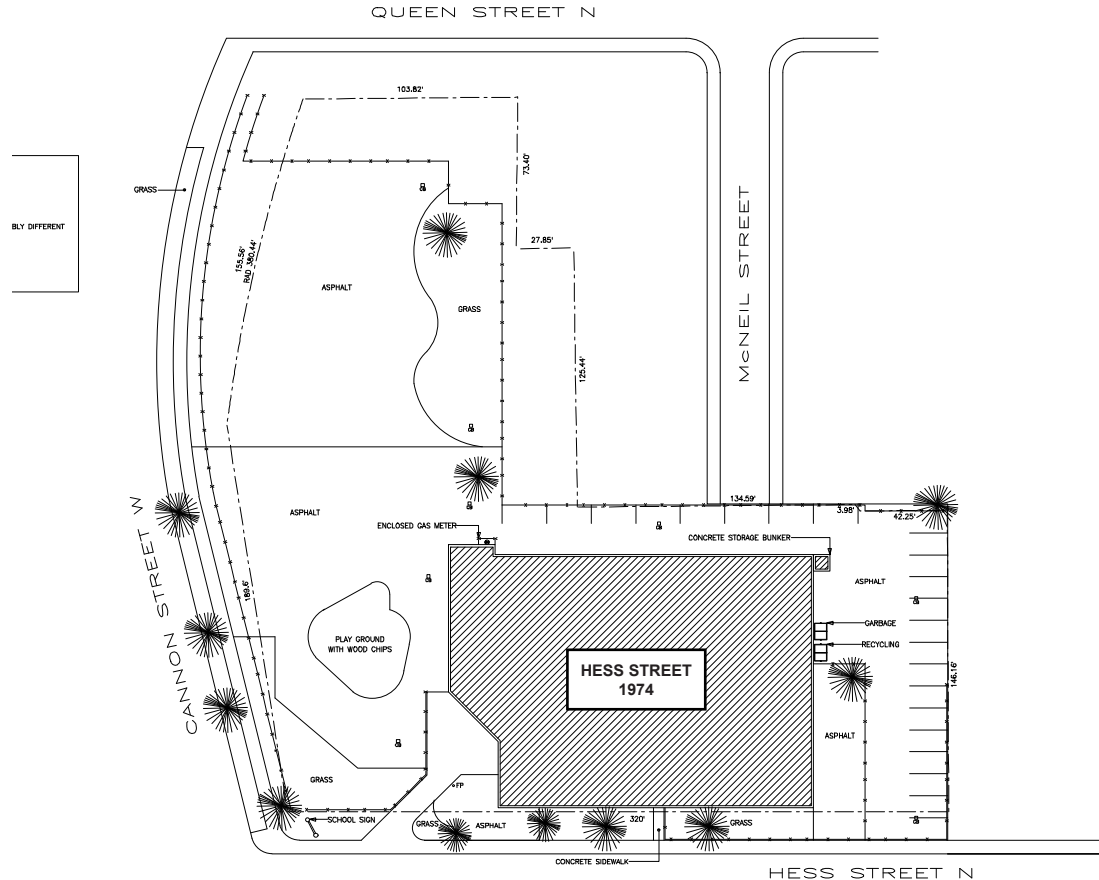 QUEEN STREET N
103.82'
73.40'
GRASS
BLY DIFFERENT
McNEIL STREET
27.85'
155.56'
RAD 380.44'
ASPHALT
GRASS
125.44'
134.59'
3.98'
42.25'
CANNON STREET W
ASPHALT
ENCLOSED GAS METER
CONCRETE STORAGE BUNKER
ASPHALT
189.6'
GARBAGE
PLAY GROUND
WITH WOOD CHIPS
RECYCLING
HESS STREET
1974
146.16'
ASPHALT
GRASS
FP
SCHOOL SIGN
GRASS
ASPHALT
320'
GRASS
CONCRETE SIDEWALK
HESS STREET N